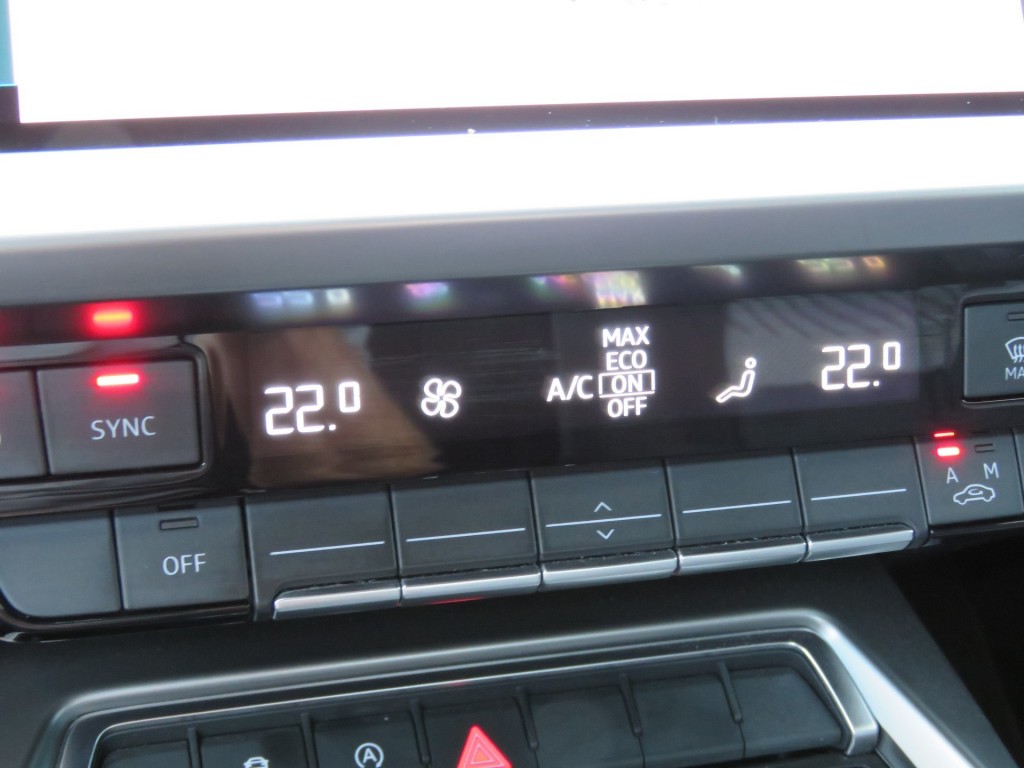 MAX
ECO
22.0 A/C ON 22.0
OFF
SYNC
MA
A M
OFF
A